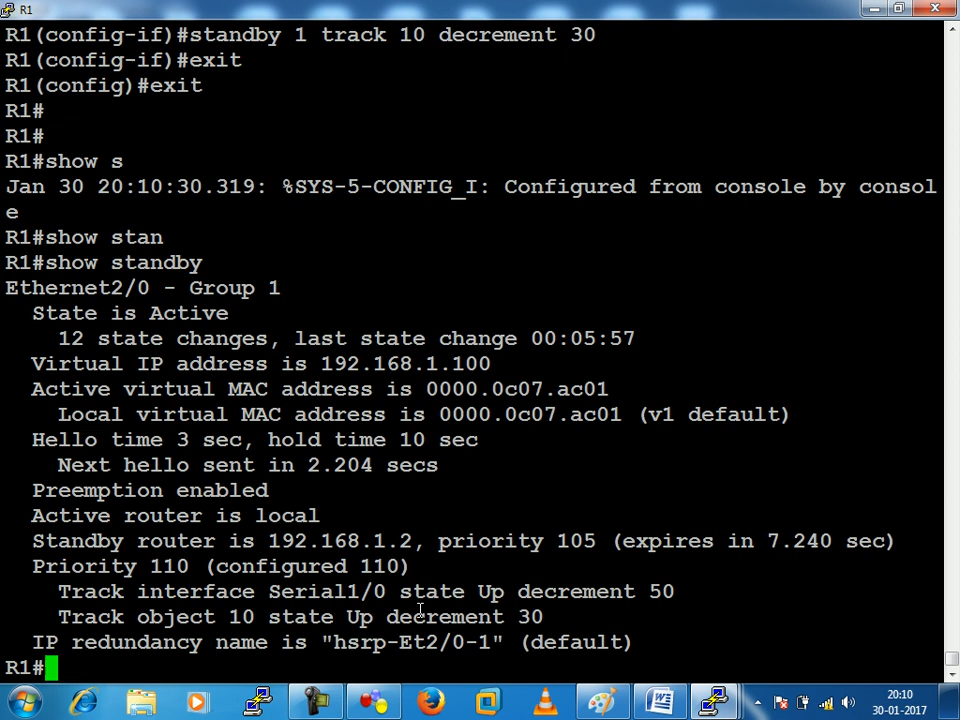 R1
R1(config-if)#standby 1 track 10 decrement 30
R1(config-if)#exit
R1(config)#exit
R1#
R1#
R1#show s
Jan 30 20:10:30.319: %SYS-5-CONFIG_I: Configured from console by consol
e
R1#show stan
R1#show standby
Ethernet2/0 - Group 1
  State is Active
    12 state changes, last state change 00:05:57
  Virtual IP address is 192.168.1.100
  Active virtual MAC address is 0000.0c07.ac01
    Local virtual MAC address is 0000.0c07.ac01 (v1 default)
  Hello time 3 sec, hold time 10 sec
    Next hello sent in 2.204 secs
  Preemption enabled
  Active router is local
  Standby router is 192.168.1.2, priority 105 (expires in 7.240 sec)
  Priority 110 (configured 110)
    Track interface Serial1/0 state Up decrement 50
    Track object 10 state Up decrement 30
  IP redundancy name is "hsrp-Et2/0-1" (default)
R1#
20:10
30-01-2017